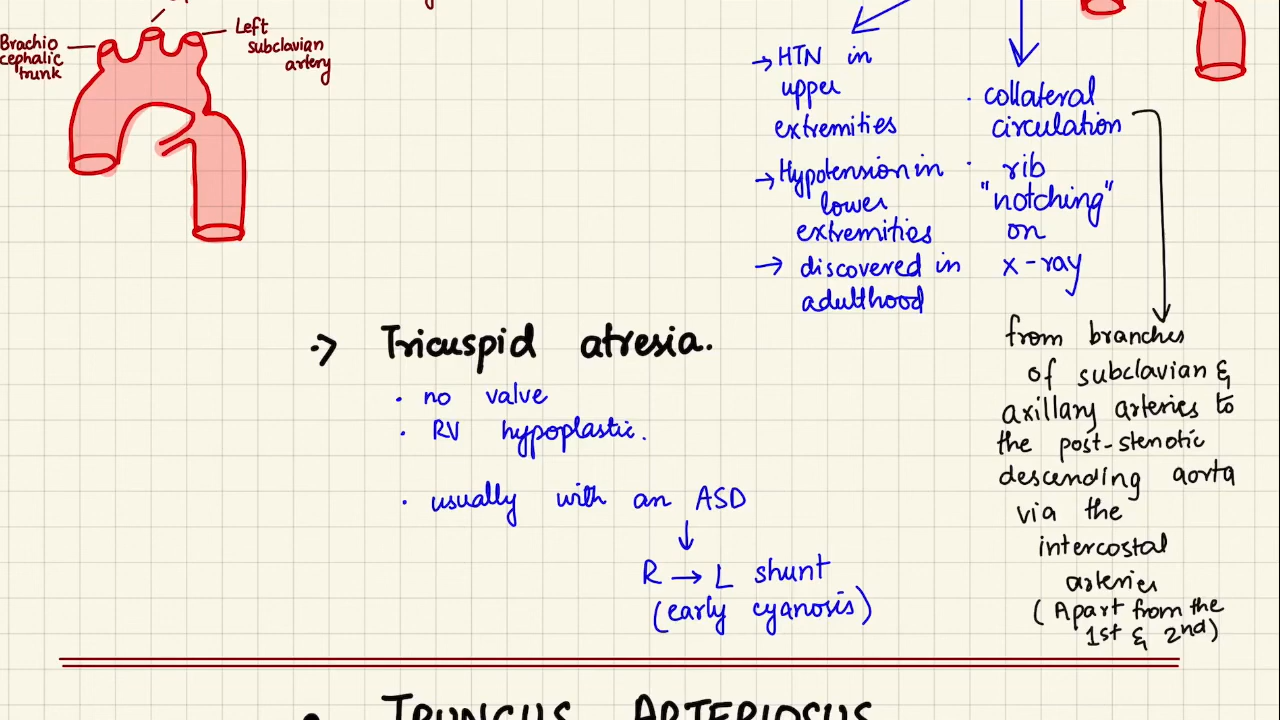 Brachio
cephalic
trunk
Left
subclavian
artery
→ HTN in
upper
extremities
→ Hypotension in
lower
extremities
→ discovered in
adulthood
· collateral
circulation
· rib
"notching"
on
x-ray
from branches
of subclavian &
axillary arteries to
the post-stenotic
descending aorta
via the
intercostal
arteries
(Apart from the
1st & 2nd)
→ Tricuspid atresia.
· no valve
· RV hypoplastic.
· usually with an ASD
R → L shunt
(early cyanosis)
• TRUNCUS ARTERIOSUS